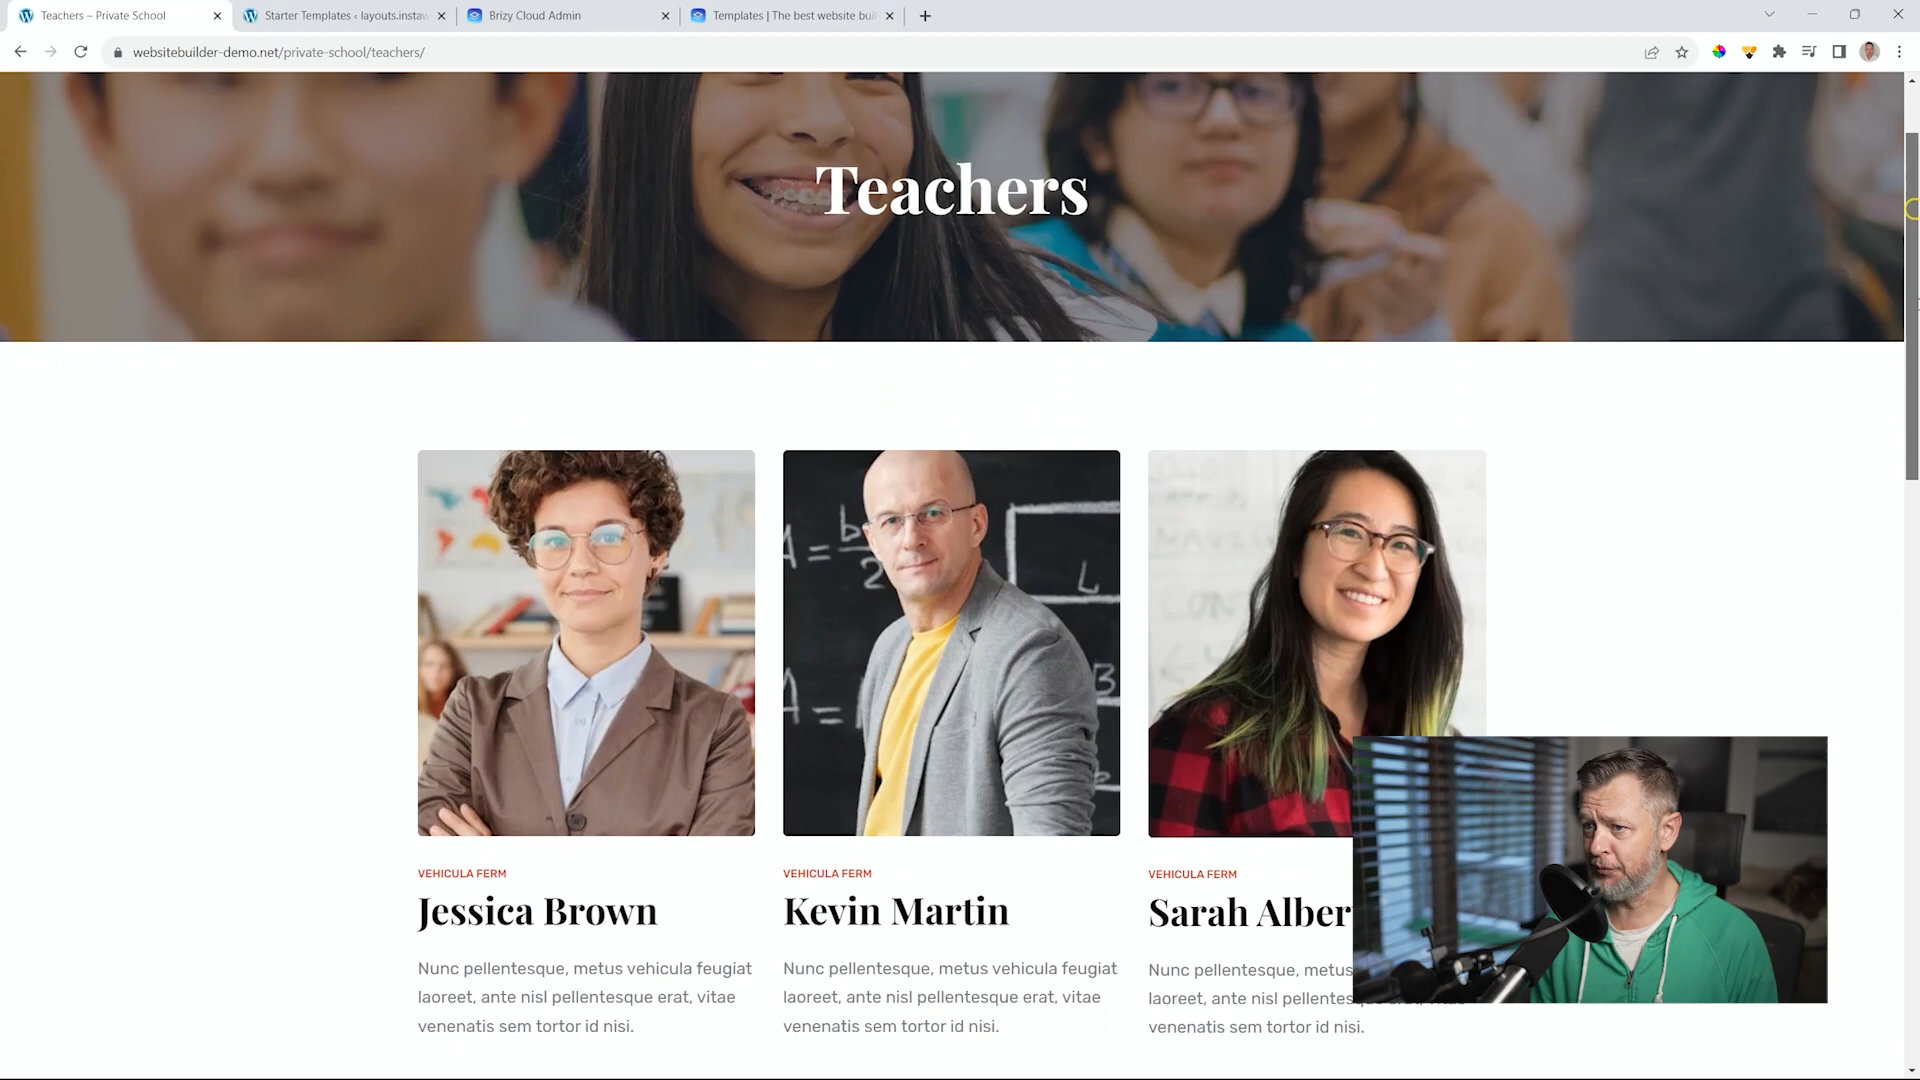 Teachers – Private School
Starter Templates ‹ layouts.instaw
Brizy Cloud Admin
Templates | The best website buil
websitebuilder-demo.net/private-school/teachers/
Teachers
A = b
2
L
A =
B
VEHICULA FERM
Jessica Brown
Nunc pellentesque, metus vehicula feugiat
laoreet, ante nisl pellentesque erat, vitae
venenatis sem tortor id nisi.
VEHICULA FERM
Kevin Martin
Nunc pellentesque, metus vehicula feugiat
laoreet, ante nisl pellentesque erat, vitae
venenatis sem tortor id nisi.
VEHICULA FERM
Sarah Alber
Nunc pellentesque, metus
laoreet, ante nisl pellentes
venenatis sem tortor id nisi.